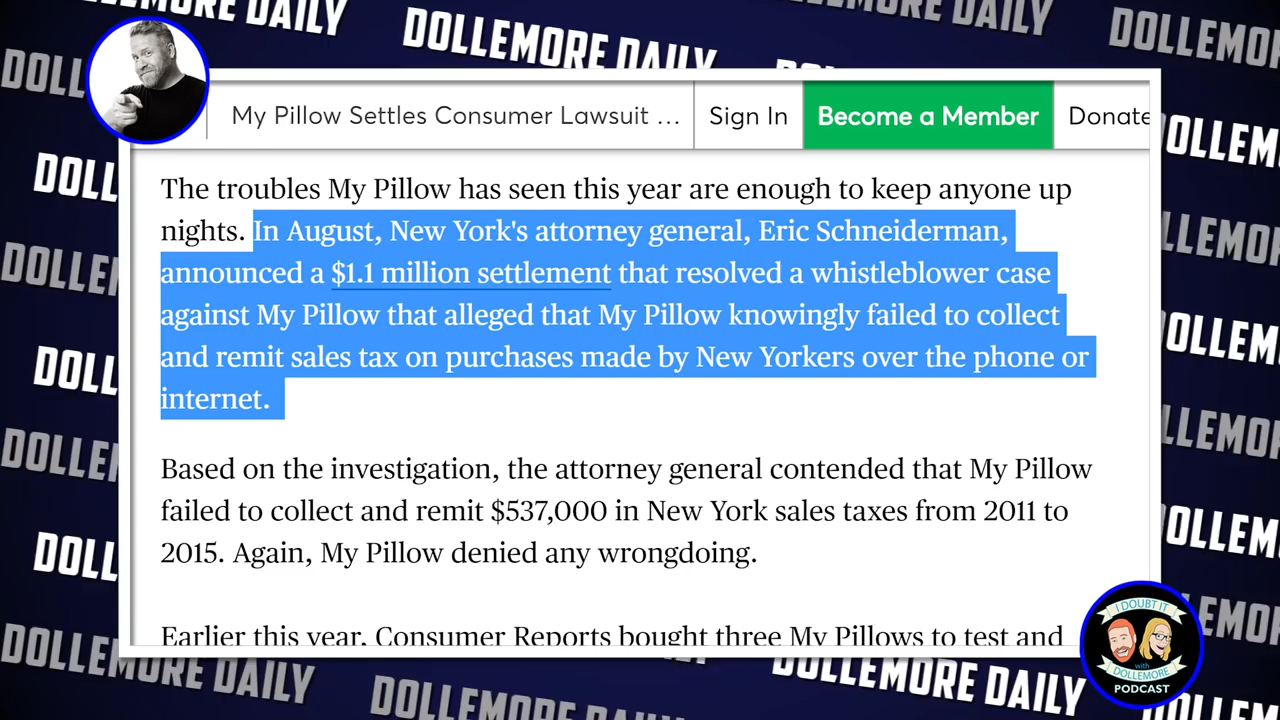 DOLLEMORE DAILY
My Pillow Settles Consumer Lawsuit ...
Sign In
Become a Member
Donate
The troubles My Pillow has seen this year are enough to keep anyone up
nights. In August, New York's attorney general, Eric Schneiderman,
announced a $1.1 million settlement that resolved a whistleblower case
against My Pillow that alleged that My Pillow knowingly failed to collect
and remit sales tax on purchases made by New Yorkers over the phone or
internet.
Based on the investigation, the attorney general contended that My Pillow
failed to collect and remit $537,000 in New York sales taxes from 2011 to
2015. Again, My Pillow denied any wrongdoing.
Earlier this year, Consumer Reports bought three My Pillows to test and
I DOUBT IT
with
DOLLEMORE
PODCAST
DOLLEMORE DAILY
DOLLEMORE DAILY